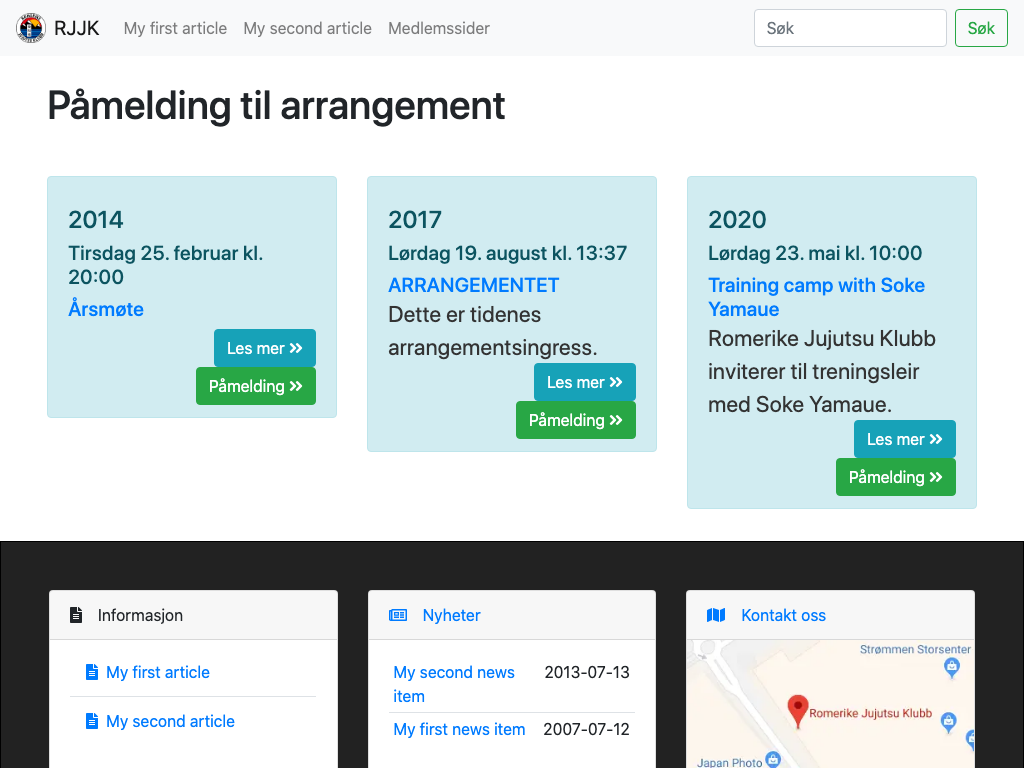 RJJK My first article My second article Medlemssider Søk Søk
Påmelding til arrangement
2014
Tirsdag 25. februar kl.
20:00
Årsmøte
Les mer
Påmelding
2017
Lørdag 19. august kl. 13:37
ARRANGEMENTET
Dette er tidenes
arrangementsingress.
Les mer
Påmelding
2020
Lørdag 23. mai kl. 10:00
Training camp with Soke
Yamaue
Romerike Jujutsu Klubb
inviterer til treningsleir
med Soke Yamaue.
Les mer
Påmelding
Informasjon
My first article
My second article
Nyheter
My second news 2013-07-13
item
My first news item 2007-07-12
Kontakt oss
Strømmen Storsenter
Romerike Jujutsu Klubb
Japan Photo